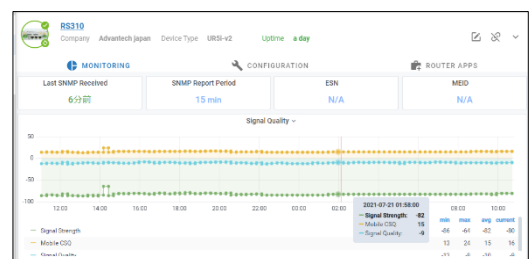 RS310
Company Advantech japan Device Type URSi-v2 Uptime a day
MONITORING CONFIGURATION ROUTER APPS
Last SNMP Received SNMP Report Period ESN MEID
6分前 15 min N/A N/A
Signal Quality
50
0
-50
-100
12:00 14:00 16:00 18:00 20:00 22:00 00:00 02:00 08:00 10:00
2021-07-21 01:58:00
Signal Strength: -82
Mobile CSQ: 15
Signal Quality: -9
min max avg current
Signal Strength -86 -64 -82 -80
Mobile CSQ 13 24 15 16
Signal Quality